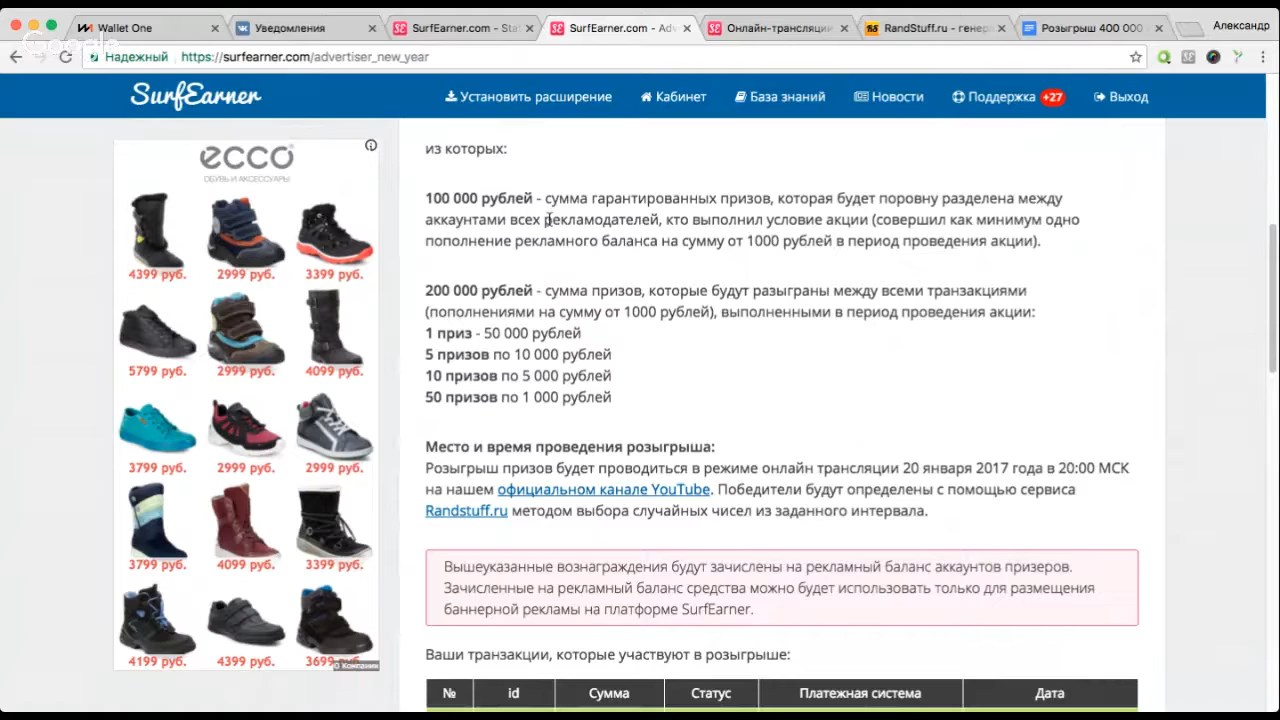 Wallet One
Уведомления
SurfEarner.com - Sta
SurfEarner.com - Adv
Онлайн-трансляци
RandStuff.ru - генер
Розыгрыш 400 000
Александр
Google
Надежный
https://surfearner.com/advertiser_new_year
SurfEarner
Установить расширение
Кабинет
База знаний
Новости
Поддержка +27
Выход
ecco
ОБУВЬ И АКСЕССУАРЫ
4399 руб. 2999 руб. 3399 руб.
5799 руб. 2999 руб. 4099 руб.
3799 руб. 2999 руб. 2999 руб.
3799 руб. 4099 руб. 3399 руб.
4199 руб. 4399 руб. 3699 руб.
О Компании
из которых:
100 000 рублей - сумма гарантированных призов, которая будет поровну разделена между
аккаунтами всех рекламодателей, кто выполнил условие акции (совершил как минимум одно
пополнение рекламного баланса на сумму от 1000 рублей в период проведения акции).
200 000 рублей - сумма призов, которые будут разыграны между всеми транзакциями
(пополнениями на сумму от 1000 рублей), выполненными в период проведения акции:
1 приз - 50 000 рублей
5 призов по 10 000 рублей
10 призов по 5 000 рублей
50 призов по 1 000 рублей
Место и время проведения розыгрыша:
Розыгрыш призов будет проводиться в режиме онлайн трансляции 20 января 2017 года в 20:00 МСК
на нашем официальном канале YouTube. Победители будут определены с помощью сервиса
Randstuff.ru методом выбора случайных чисел из заданного интервала.
Вышеуказанные вознаграждения будут зачислены на рекламный баланс аккаунтов призеров.
Зачисленные на рекламный баланс средства можно будет использовать только для размещения
баннерной рекламы на платформе SurfEarner.
Ваши транзакции, которые участвуют в розыгрыше:
№ id Сумма Статус Платежная система Дата